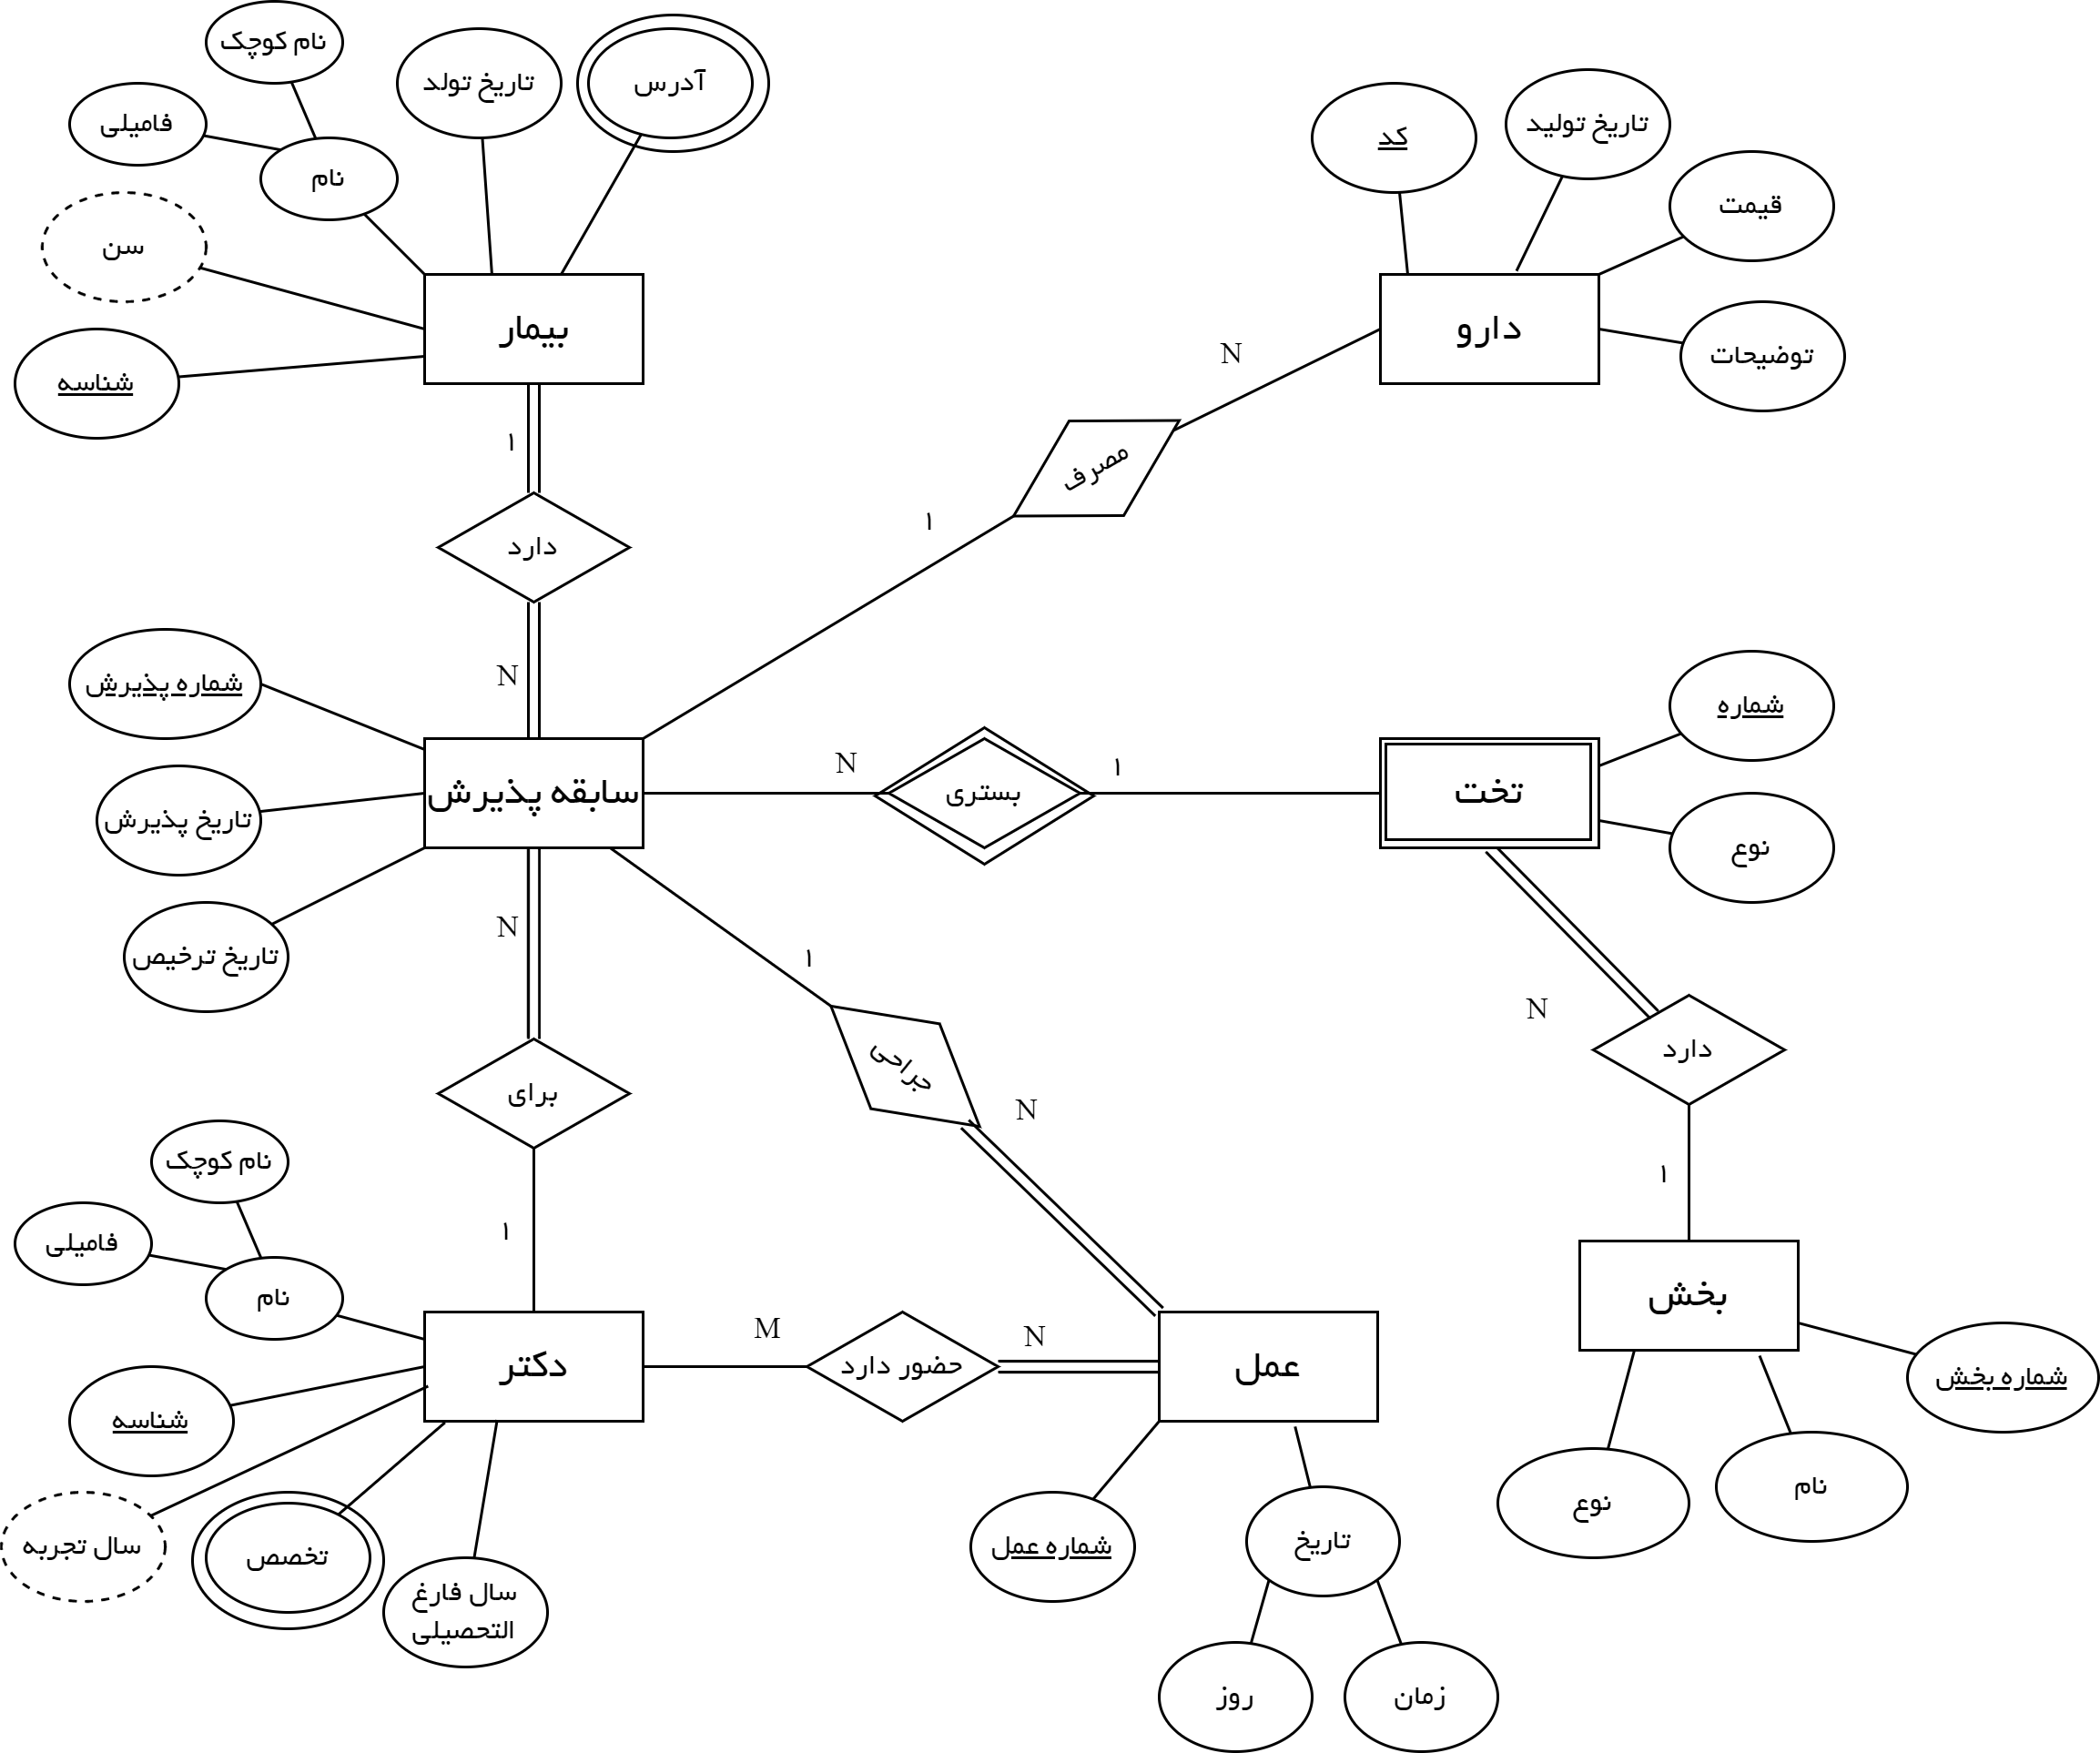 نام کوچک
تاریخ تولد
آدرس
فامیلی
نام
سن
شناسه
بیمار
کد
تاریخ تولید
قیمت
توضیحات
دارو
N
مصرف
۱
۱
دارد
N
شماره پذیرش
تاریخ پذیرش
تاریخ ترخیص
سابقه پذیرش
N
بستری
۱
تخت
شماره
نوع
N
دارد
۱
بخش
شماره بخش
نام
نوع
N
برای
۱
۱
جراحی
N
نام کوچک
فامیلی
نام
شناسه
سال تجربه
تخصص
سال فارغ
التحصیلی
دکتر
M
حضور دارد
N
عمل
شماره عمل
تاریخ
روز
زمان